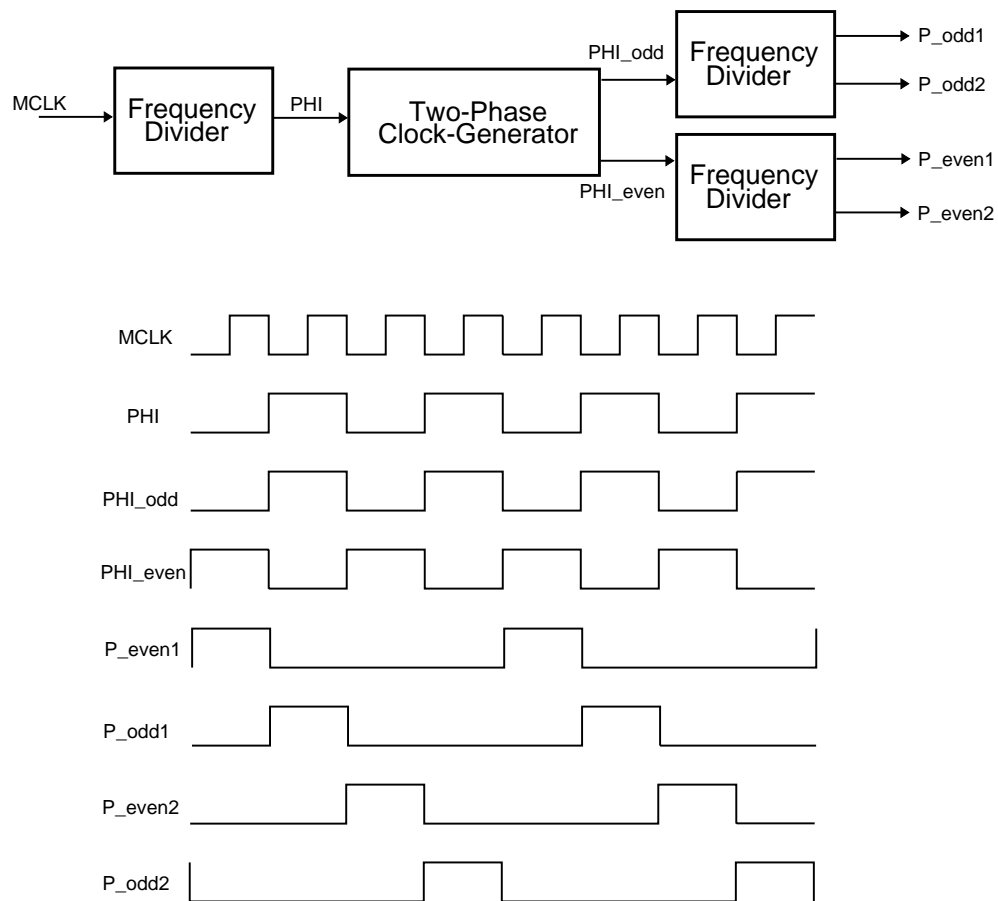 MCLK
Frequency
Divider
PHI
Two-Phase
Clock-Generator
PHI_odd
PHI_even
Frequency
Divider
P_odd1
P_odd2
Frequency
Divider
P_even1
P_even2
MCLK
PHI
PHI_odd
PHI_even
P_even1
P_odd1
P_even2
P_odd2